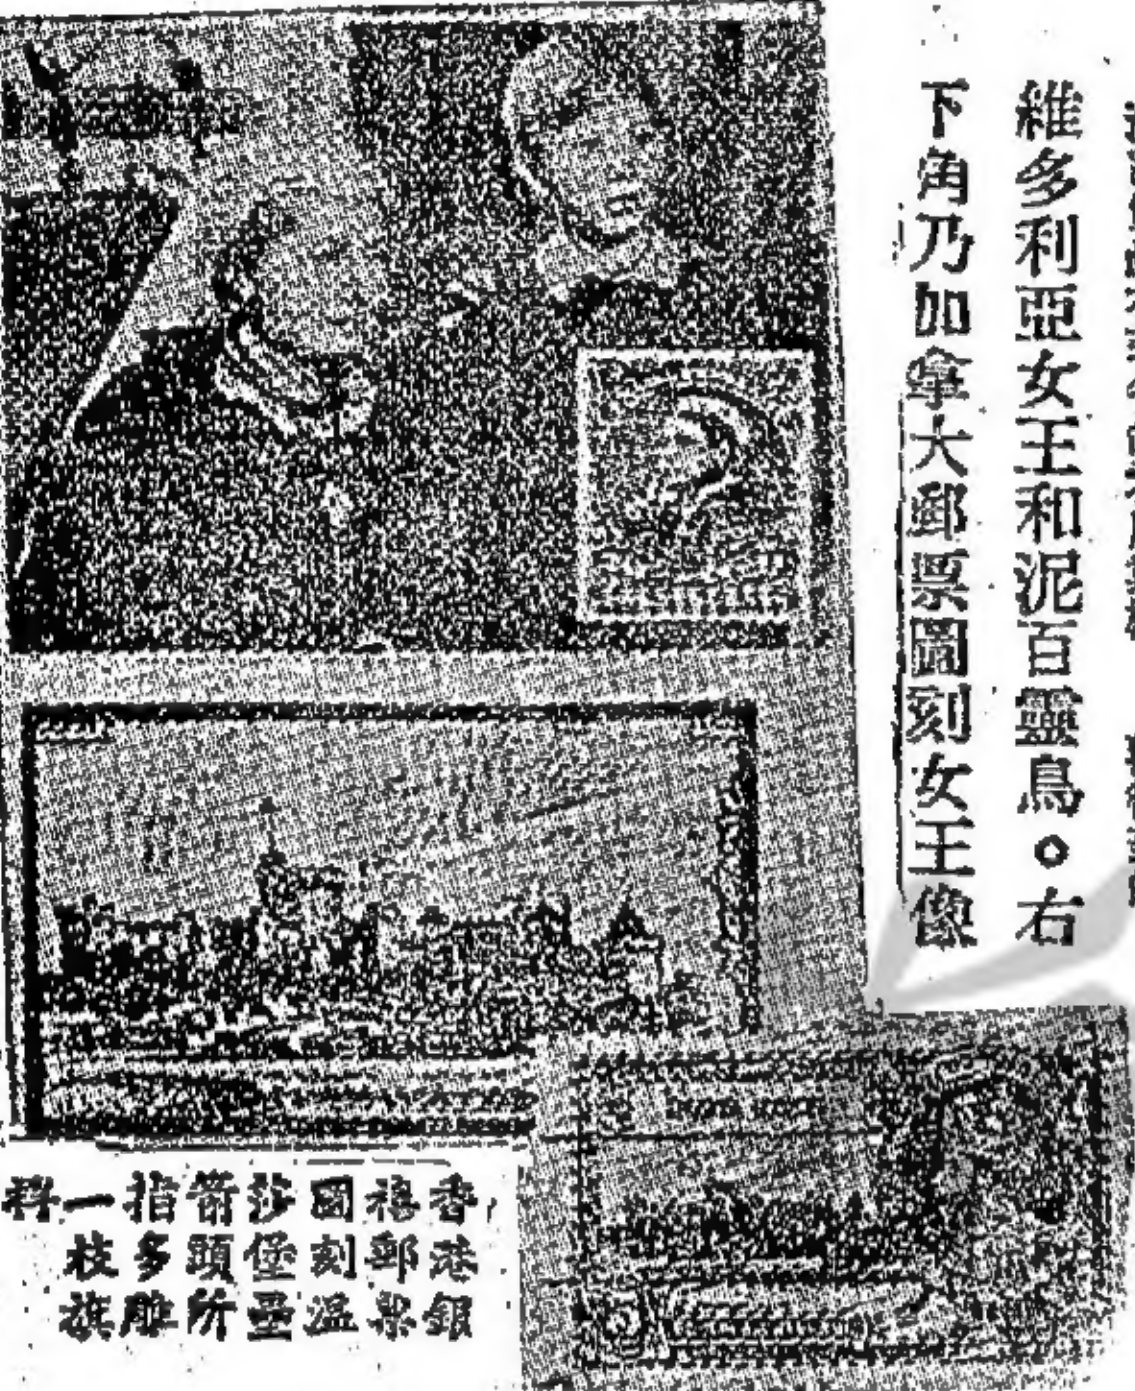 維多利亞女王和泥百靈鳥。右
下角乃加拿大郵票圖刻女王像
香港銀
禧郵票
圖刻溫
莎堡壘
箭頭所
指多雕
一枝旗
桿